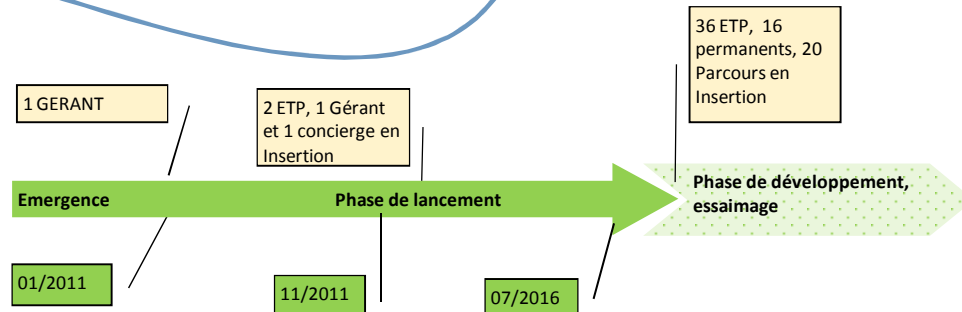 36 ETP,  16
permanents, 20
Parcours en
Insertion
1 GERANT
2 ETP, 1 Gérant
et 1 concierge en
Insertion
Emergence
Phase de lancement
Phase de développement,
essaimage
01/2011
11/2011
07/2016